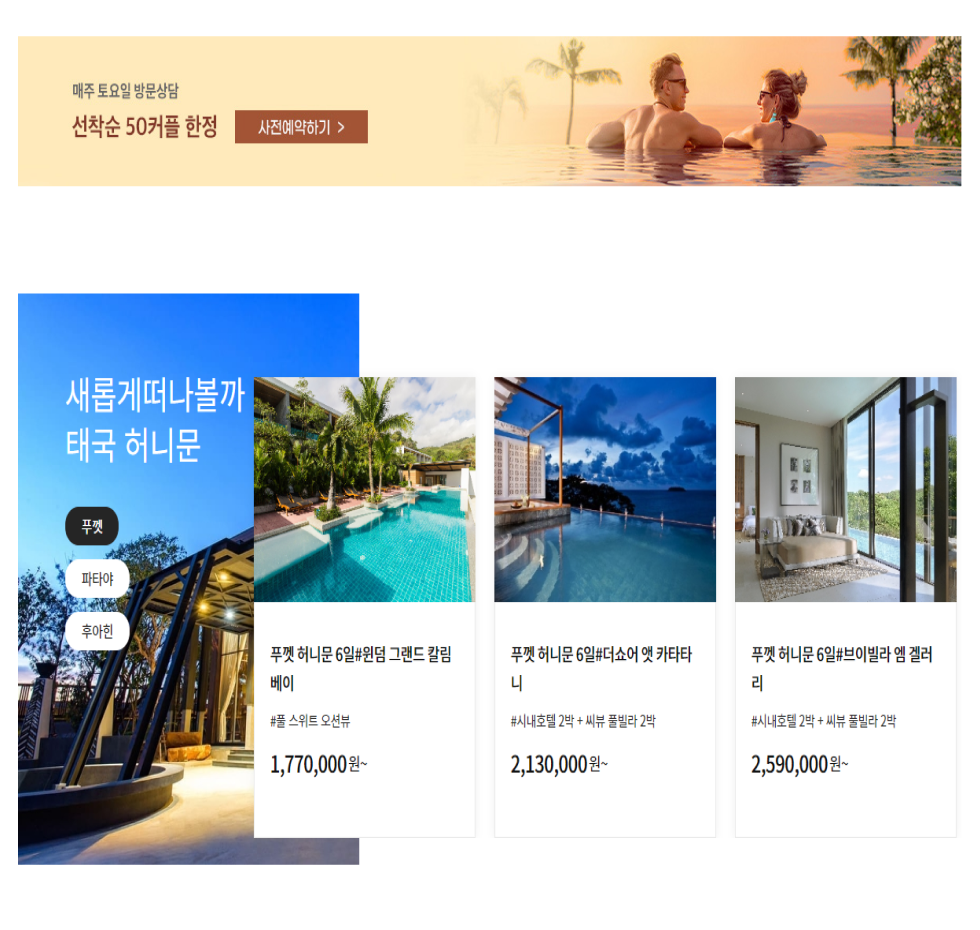 매주 토요일 방문상담
선착순 50커플 한정
사전예약하기 >
새롭게떠나볼까
태국 허니문
푸껫
파타야
후아힌
푸껫 허니문 6일#윈덤 그랜드 칼림
베이
#풀 스위트 오션뷰
1,770,000원~
푸껫 허니문 6일#더쇼어 앳 카타타
니
#시내호텔 2박 + 씨뷰 풀빌라 2박
2,130,000원~
푸껫 허니문 6일#브이빌라 엠 겔러
리
#시내호텔 2박 + 씨뷰 풀빌라 2박
2,590,000원~